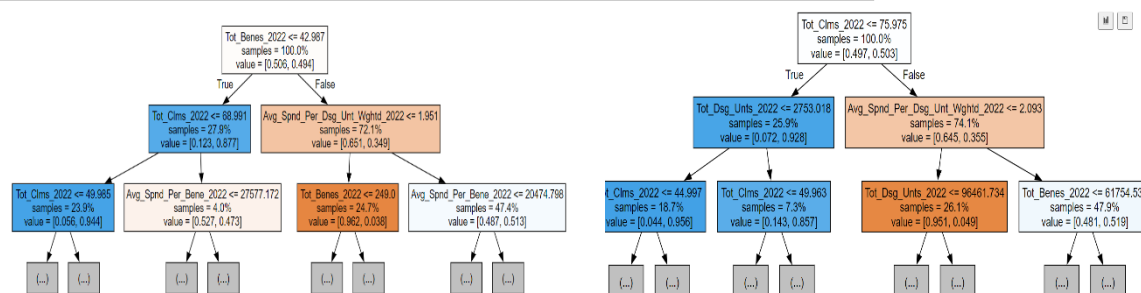 Tot_Benes_2022 <= 42.987
samples = 100.0%
value = [0.506, 0.494]
True
False
Tot_Clms_2022 <= 68.991
samples = 27.9%
value = [0.123, 0.877]
Avg_Spnd_Per_Dsg_Unt_Wghtd_2022 <= 1.951
samples = 72.1%
value = [0.651, 0.349]
Tot_Clms_2022 <= 49.985
samples = 23.9%
value = [0.056, 0.944]
Avg_Spnd_Per_Bene_2022 <= 27577.172
samples = 4.0%
value = [0.527, 0.473]
Tot_Benes_2022 <= 249.0
samples = 24.7%
value = [0.962, 0.038]
Avg_Spnd_Per_Bene_2022 <= 20474.798
samples = 47.4%
value = [0.487, 0.513]
(...)
(...)
(...)
(...)
(...)
(...)
(...)
(...)
Tot_Clms_2022 <= 75.975
samples = 100.0%
value = [0.497, 0.503]
True
False
Tot_Dsg_Unts_2022 <= 2753.018
samples = 25.9%
value = [0.072, 0.928]
Avg_Spnd_Per_Dsg_Unt_Wghtd_2022 <= 2.093
samples = 74.1%
value = [0.645, 0.355]
Tot_Clms_2022 <= 44.997
samples = 18.7%
value = [0.044, 0.956]
Tot_Clms_2022 <= 49.963
samples = 7.3%
value = [0.143, 0.857]
Tot_Dsg_Unts_2022 <= 96461.734
samples = 26.1%
value = [0.951, 0.049]
Tot_Benes_2022 <= 61754.53
samples = 47.9%
value = [0.481, 0.519]
(...)
(...)
(...)
(...)
(...)
(...)
(...)
(...)